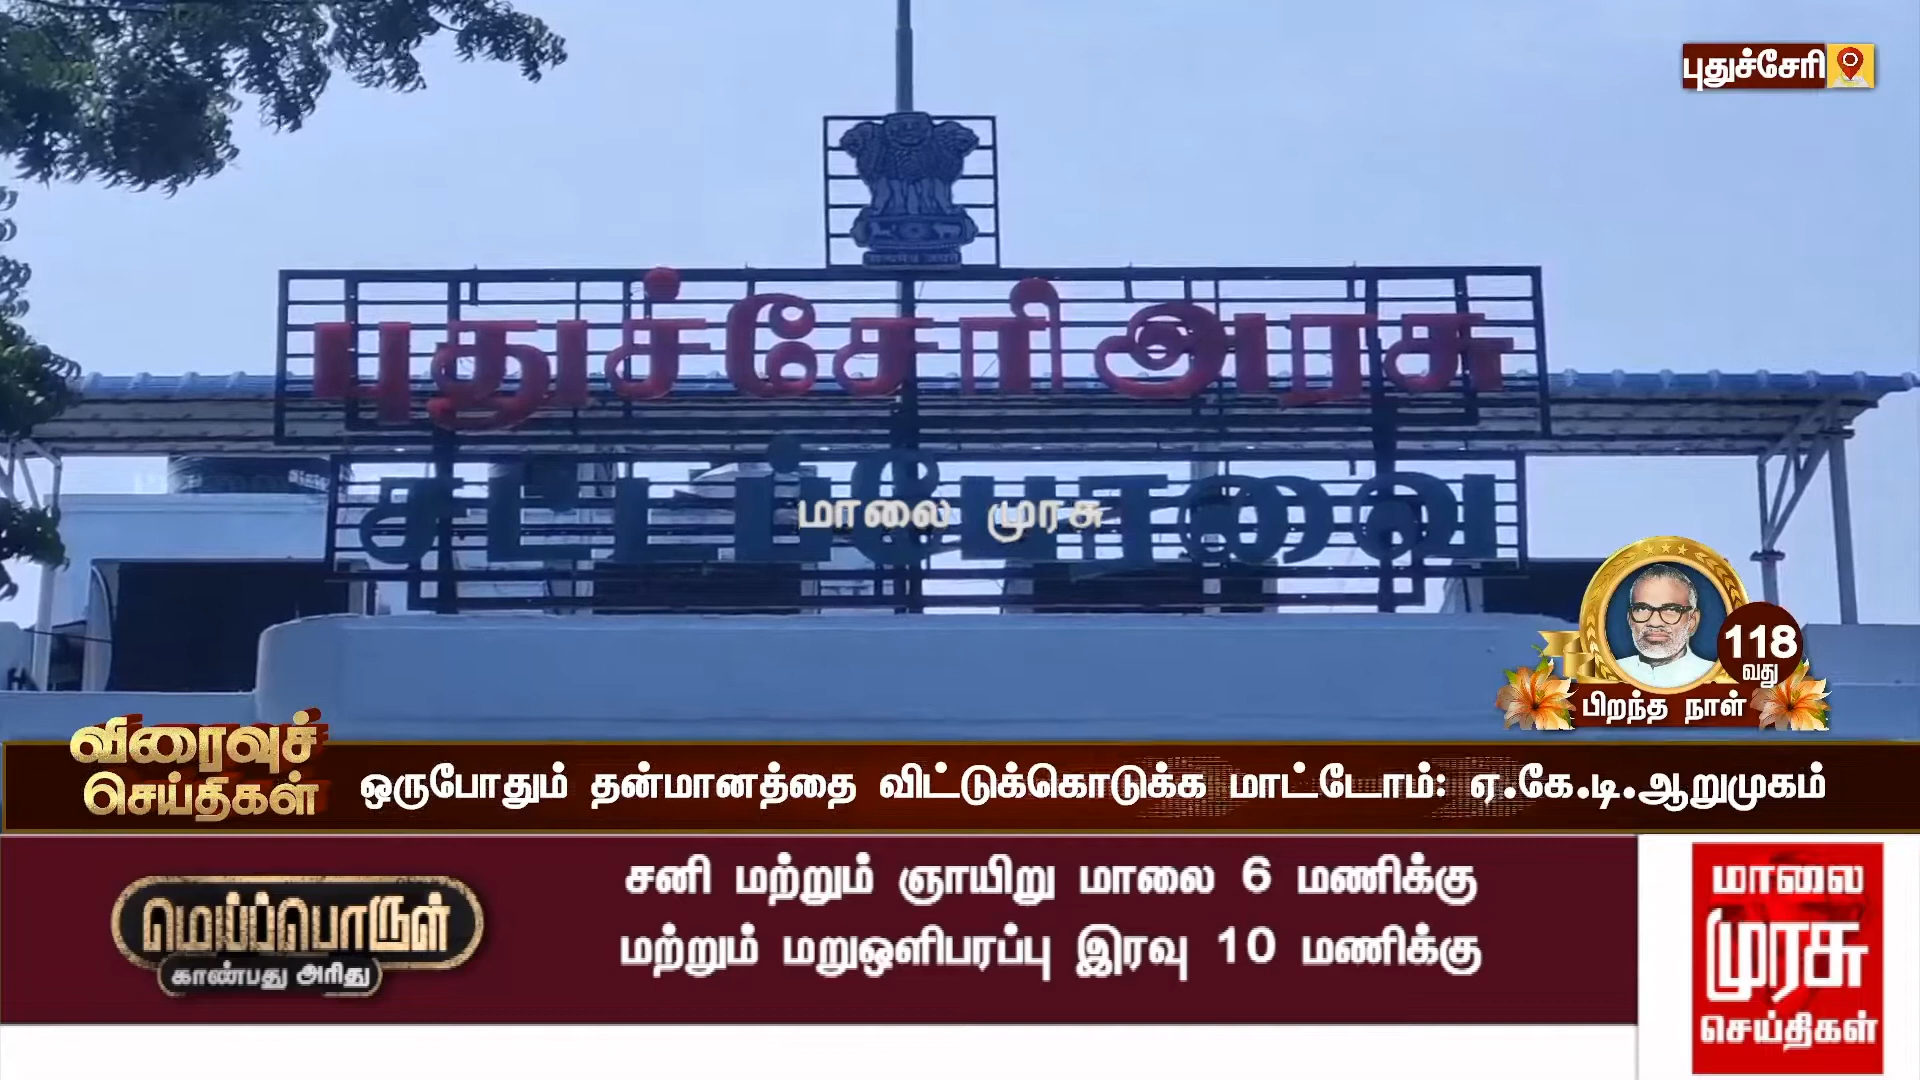 புதுச்சேரி
புதுச்சேரி அரசு
சட்டப்பேரவை
மாலை முரசு
118
வது
பிறந்த நாள்
விரைவுச்
செய்திகள்
ஒருபோதும் தன்மானத்தை விட்டுக்கொடுக்க மாட்டோம்: ஏ.கே.டி.ஆறுமுகம்
மெய்ப்பொருள்
காண்பது அரிது
சனி மற்றும் ஞாயிறு மாலை 6 மணிக்கு
மற்றும் மறுஒளிபரப்பு இரவு 10 மணிக்கு
மாலை
முரசு
செய்திகள்